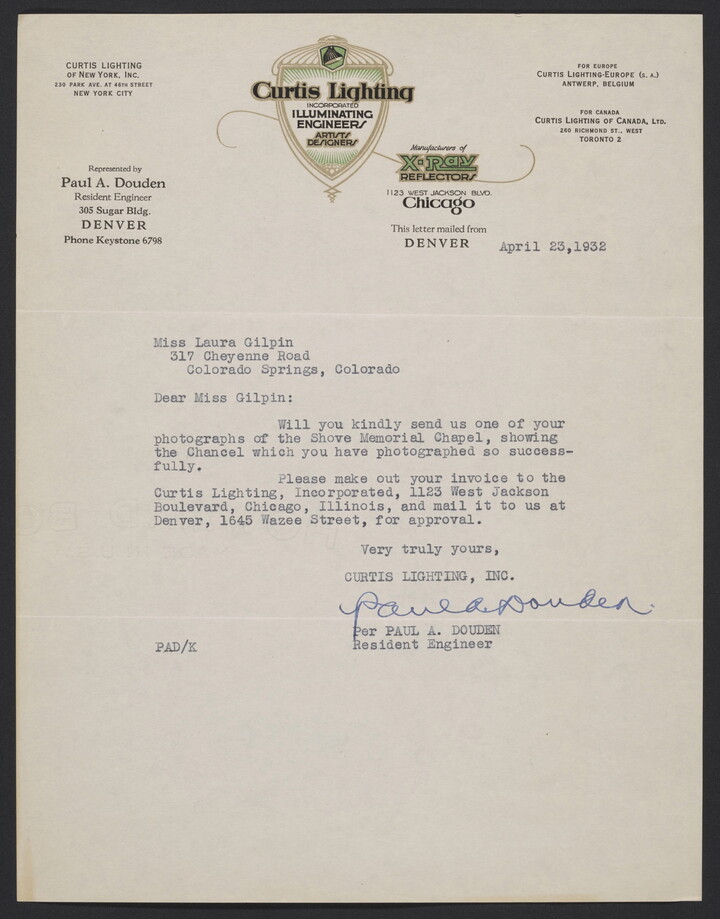 CURTIS LIGHTING
OF NEW YORK, INC.
230 PARK AVE. AT 46TH STREET
NEW YORK CITY
Curtis Lighting
INCORPORATED
ILLUMINATING
ENGINEERS
ARTISTS
DESIGNERS
FOR EUROPE
CURTIS LIGHTING-EUROPE (S. A.)
ANTWERP, BELGIUM
FOR CANADA
CURTIS LIGHTING OF CANADA, LTD.
260 RICHMOND ST., WEST
TORONTO 2
Manufacturers of
X-RAY
REFLECTORS
1123 WEST JACKSON BLVD.
Chicago
Represented by
Paul A. Douden
Resident Engineer
305 Sugar Bldg.
DENVER
Phone Keystone 6798
This letter mailed from
DENVER
April 23,1932
Miss Laura Gilpin
317 Cheyenne Road
Colorado Springs, Colorado
Dear Miss Gilpin:
Will you kindly send us one of your
photographs of the Shove Memorial Chapel, showing
the Chancel which you have photographed so success-
fully.
Please make out your invoice to the
Curtis Lighting, Incorporated, 1123 West Jackson
Boulevard, Chicago, Illinois, and mail it to us at
Denver, 1645 Wazee Street, for approval.
Very truly yours,
CURTIS LIGHTING, INC.
Paul A. Douden.
Per PAUL A. DOUDEN
Resident Engineer
PAD/K